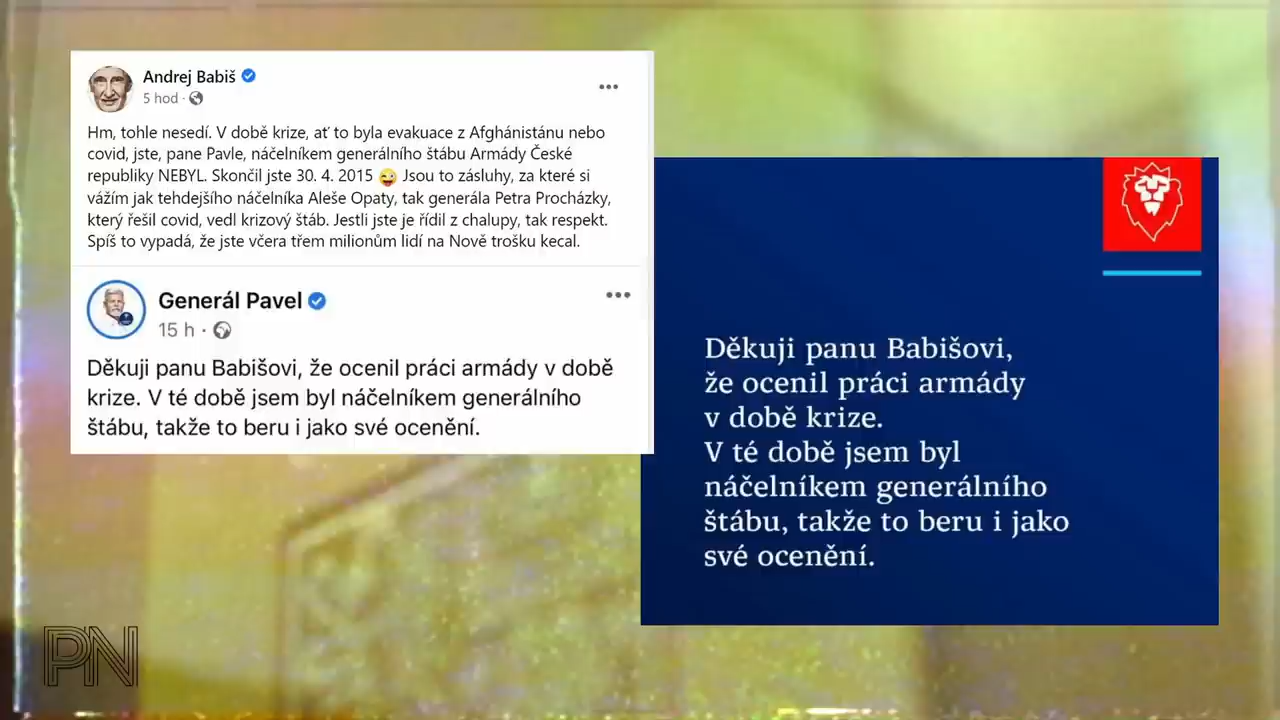 Andrej Babiš
5 hod ·
Hm, tohle nesedí. V době krize, ať to byla evakuace z Afghánistánu nebo
covid, jste, pane Pavle, náčelníkem generálního štábu Armády České
republiky NEBYL. Skončil jste 30. 4. 2015 😜 Jsou to zásluhy, za které si
vážím jak tehdejšího náčelníka Aleše Opaty, tak generála Petra Procházky,
který řešil covid, vedl krizový štáb. Jestli jste je řídil z chalupy, tak respekt.
Spíš to vypadá, že jste včera třem milionům lidí na Nově trošku kecal.
Generál Pavel
15 h ·
Děkuji panu Babišovi, že ocenil práci armády v době
krize. V té době jsem byl náčelníkem generálního
štábu, takže to beru i jako své ocenění.
Děkuji panu Babišovi,
že ocenil práci armády
v době krize.
V té době jsem byl
náčelníkem generálního
štábu, takže to beru i jako
své ocenění.
PN